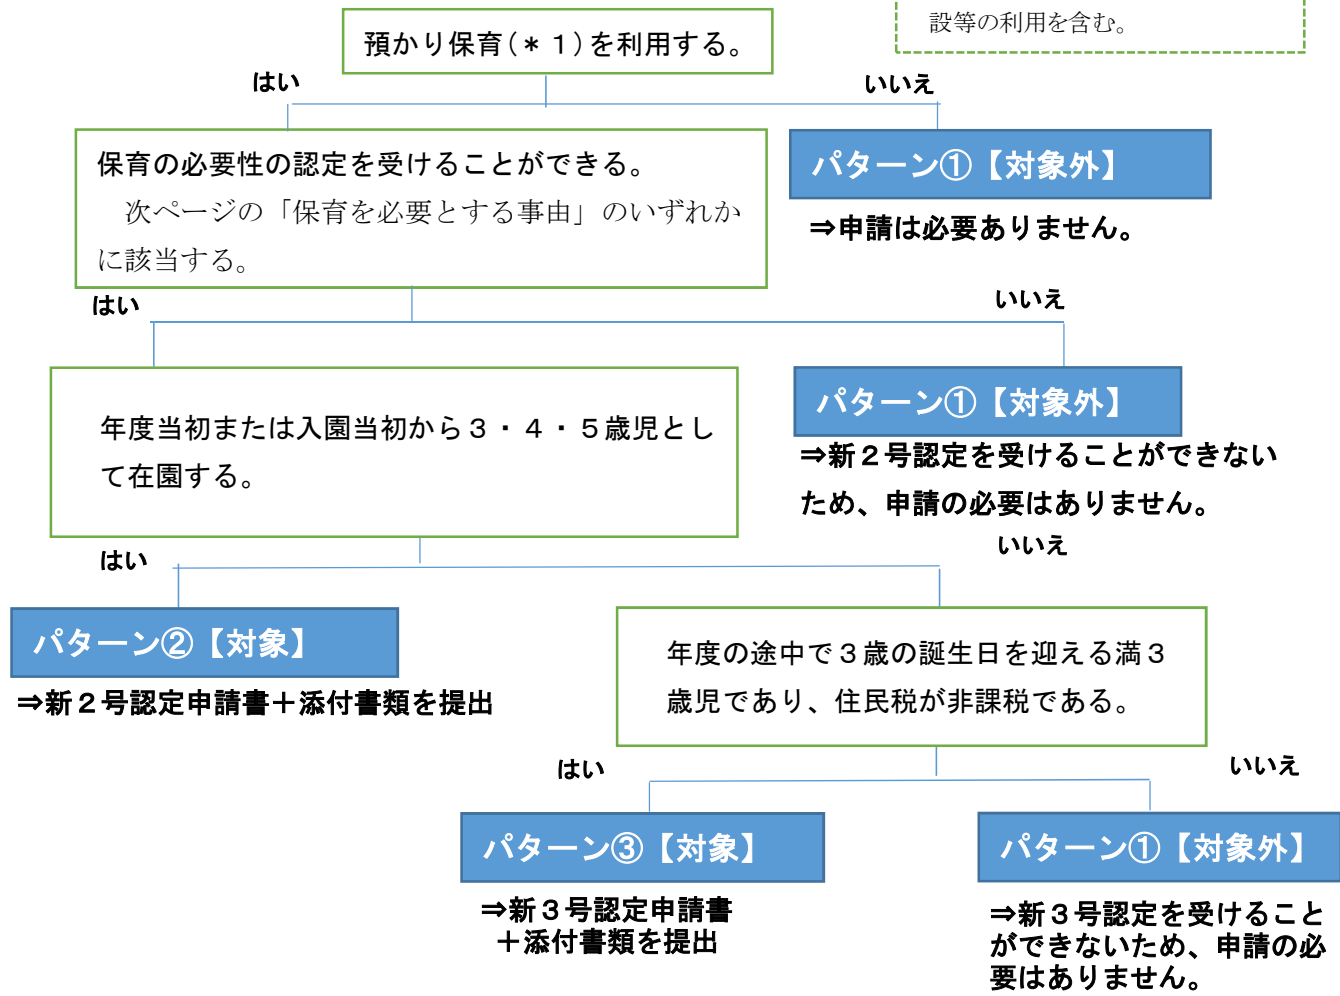 設等の利用を含む。
預かり保育(＊１)を利用する。
はい
いいえ
保育の必要性の認定を受けることができる。
次ページの「保育を必要とする事由」のいずれか
に該当する。
パターン①【対象外】
⇒申請は必要ありません。
はい
いいえ
年度当初または入園当初から３・４・５歳児とし
て在園する。
パターン①【対象外】
⇒新２号認定を受けることができない
ため、申請の必要はありません。
はい
いいえ
パターン②【対象】
⇒新２号認定申請書＋添付書類を提出
年度の途中で３歳の誕生日を迎える満３
歳児であり、住民税が非課税である。
はい
いいえ
パターン③【対象】
⇒新３号認定申請書
＋添付書類を提出
パターン①【対象外】
⇒新３号認定を受けること
ができないため、申請の必
要はありません。